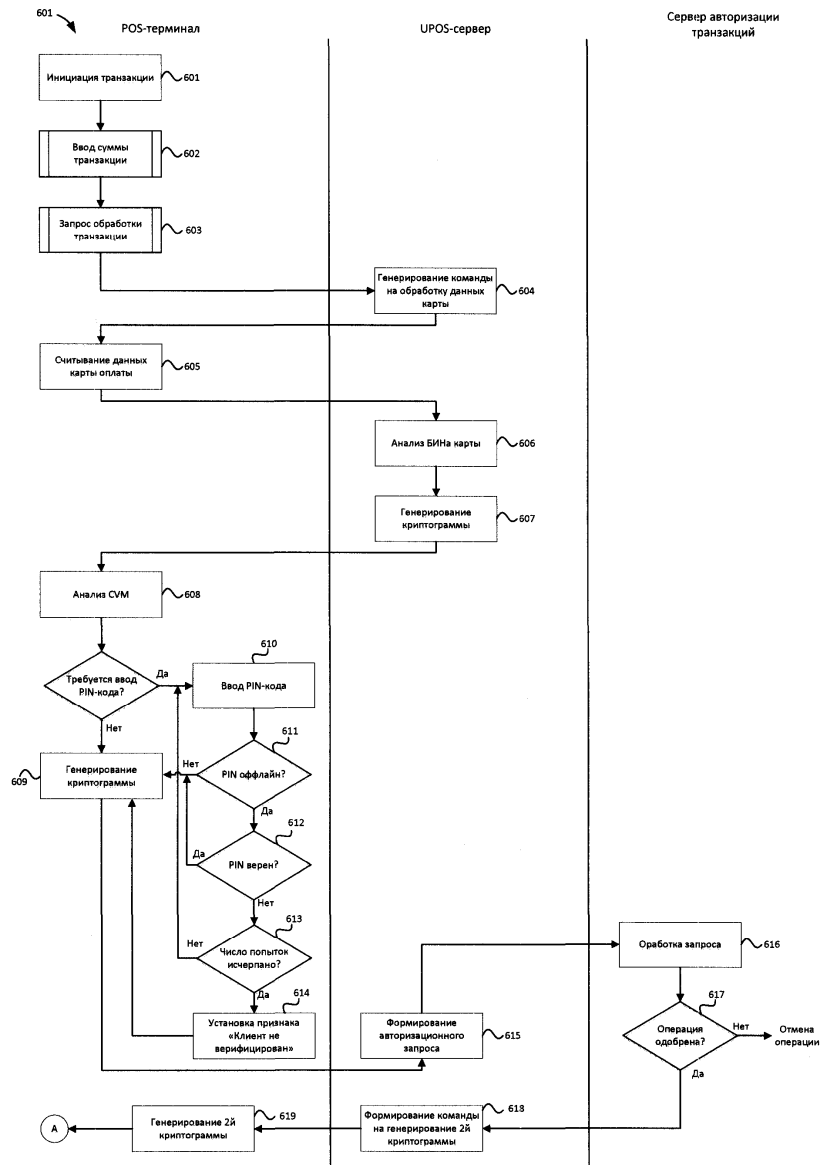 601
POS-терминал
UPOS-сервер
Сервер авторизации
транзакций
Инициация транзакции
601
Ввод суммы
транзакции
602
Запрос обработки
транзакции
603
Генерирование команды
на обработку данных
карты
604
Считывание данных
карты оплаты
605
Анализ БИНа карты
606
Генерирование
криптограммы
607
Анализ CVM
608
Требуется ввод
PIN-кода?
Да
Нет
610
Ввод PIN-кода
609
Генерирование
криптограммы
611
PIN оффлайн?
Нет
Да
612
PIN верен?
Да
Нет
613
Число попыток
исчерпано?
Нет
Да
614
Установка признака
«Клиент не
верифицирован»
Формирование
авторизационного
запроса
615
Оработка запроса
616
617
Операция
одобрена?
Нет
Отмена
операции
Да
618
Формирование команды
на генерирование 2й
криптограммы
619
Генерирование 2й
криптограммы
А